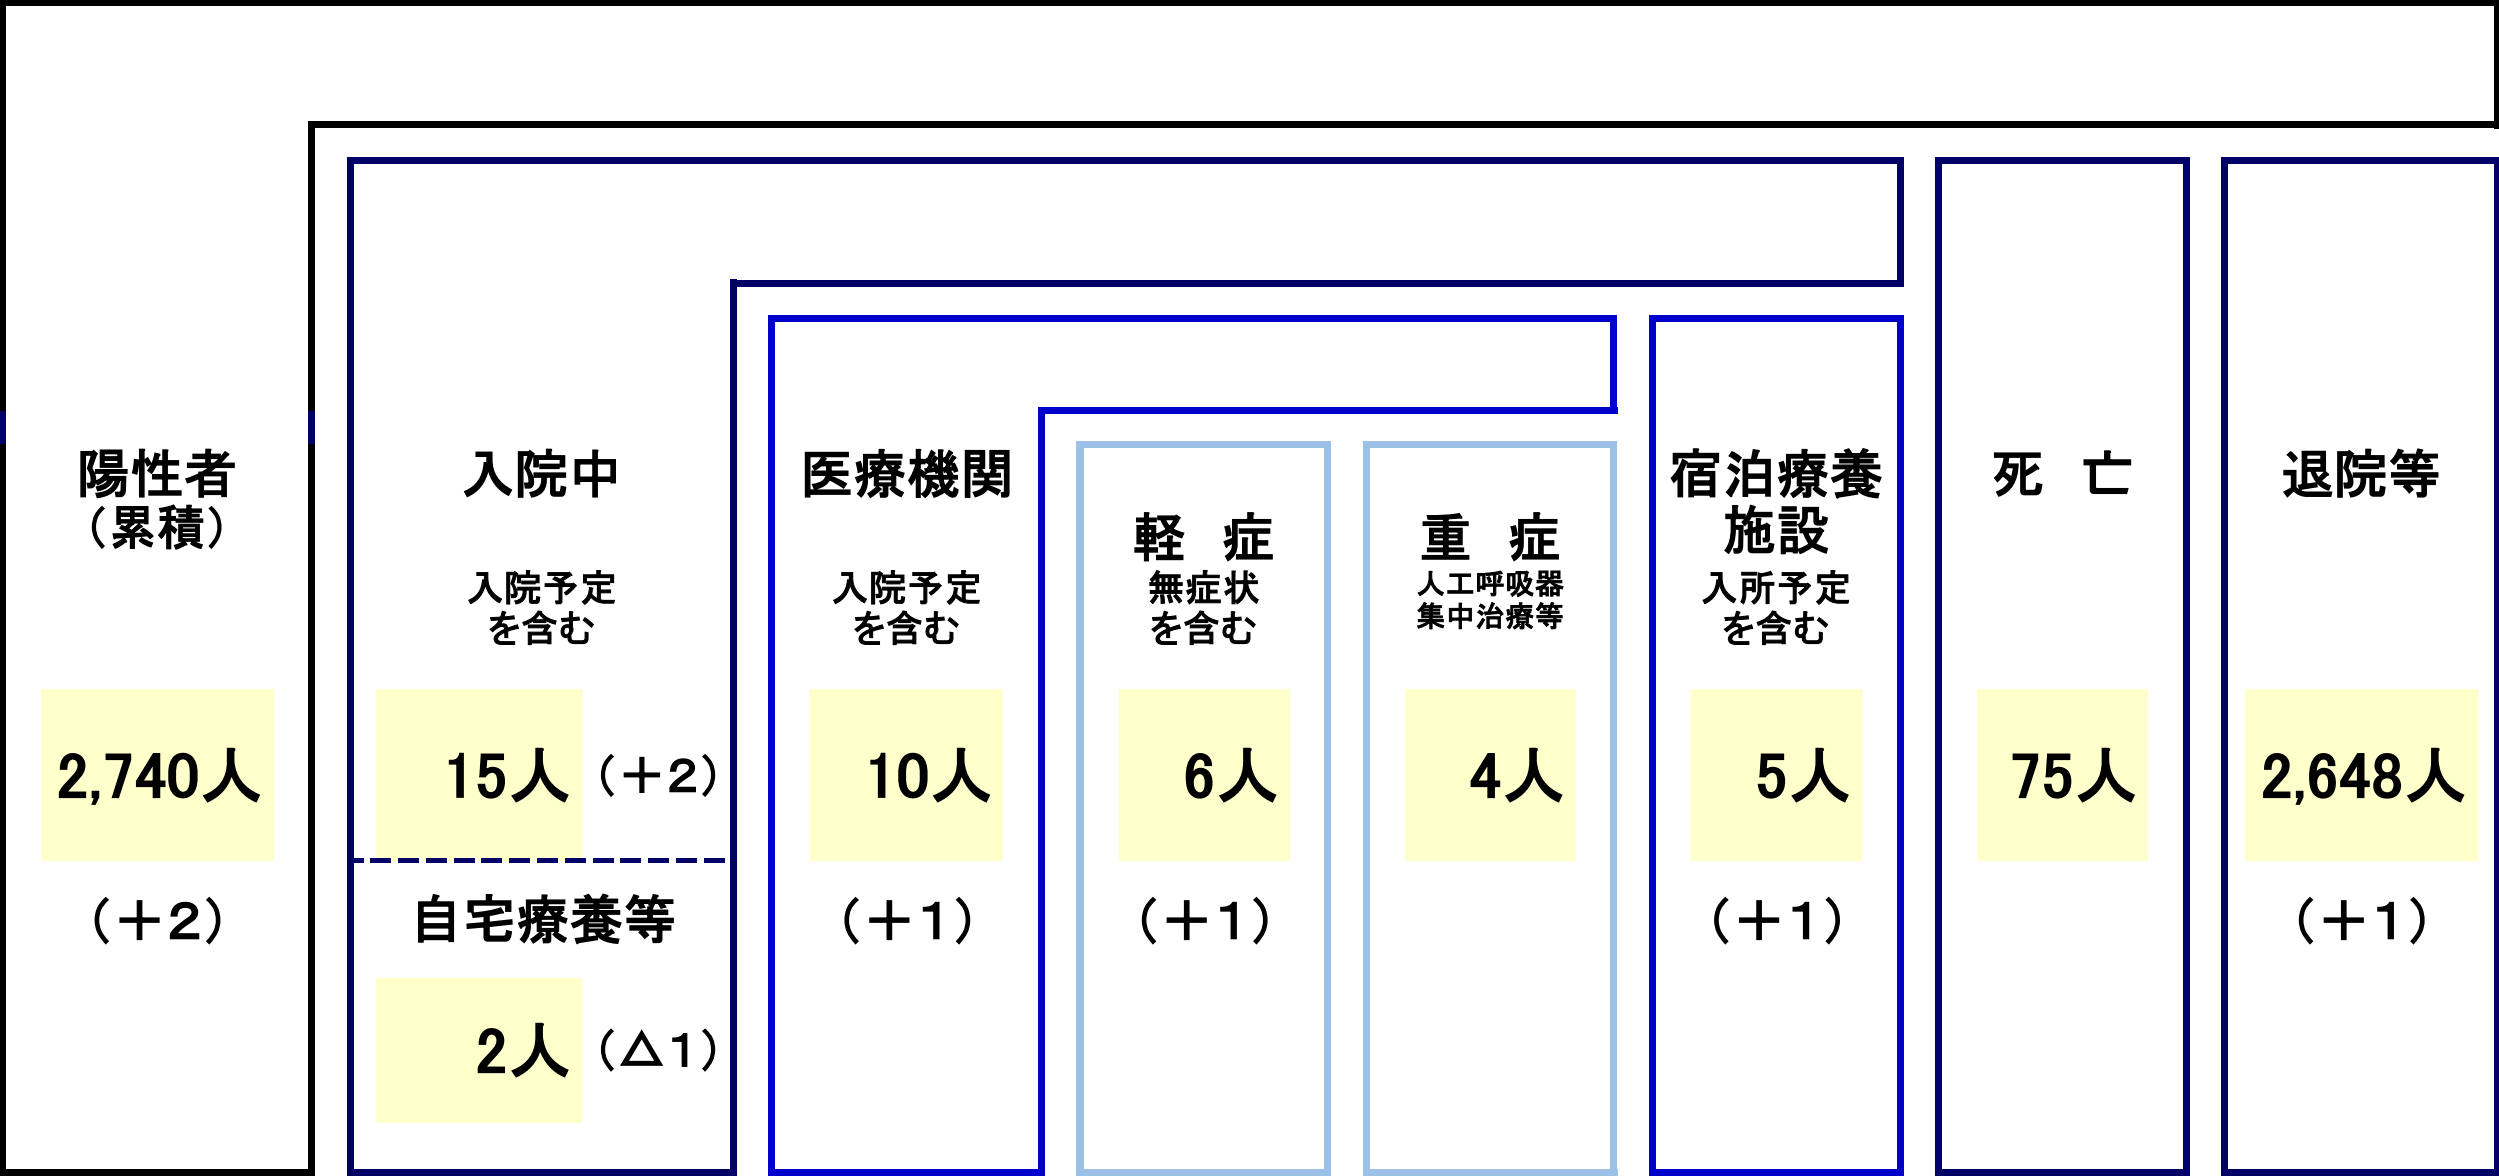 陽性者
（累積）
2,740人
（＋2）
入院中
入院予定
を含む
15人 （＋2）
自宅療養等
2人 （△1）
医療機関
入院予定
を含む
10人
（＋1）
軽 症
無症状
を含む
6人
（＋1）
重 症
人工呼吸器
集中治療等
4人
宿泊療養
施設
入所予定
を含む
5人
（＋1）
死 亡
75人
退院等
2,648人
（＋1）